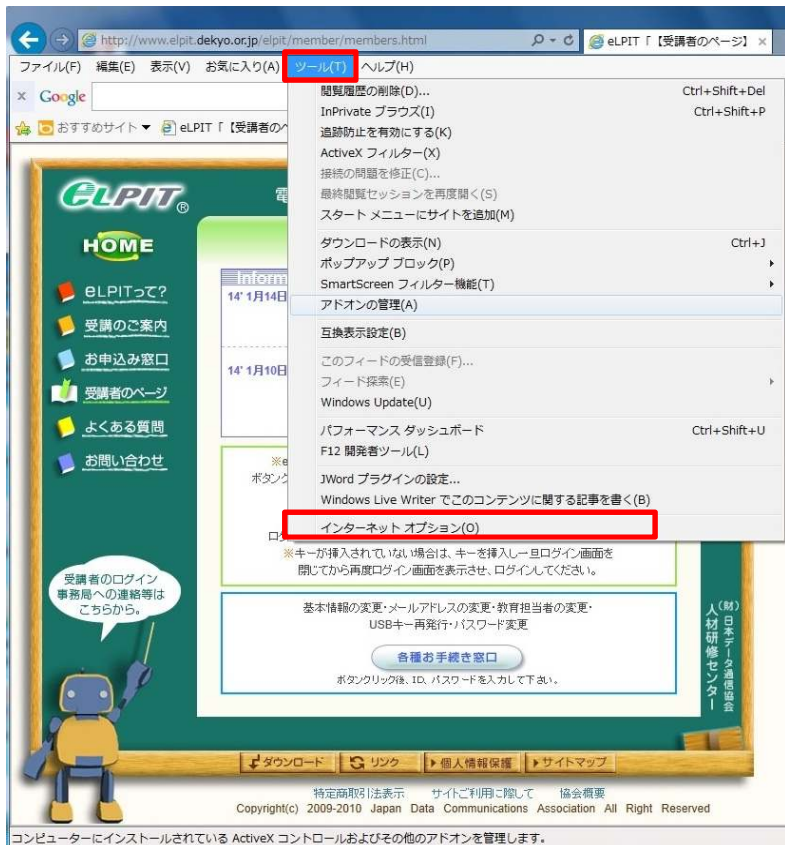 http://www.elpit.dekyo.or.jp/elpit/member/members.html
eLPIT「【受講者のページ】 ×
ファイル(F) 編集(E) 表示(V) お気に入り(A) ツール(T) ヘルプ(H)
× Google
おすすめサイト ▼ eLPIT「【受講者の
閲覧履歴の削除(D)... Ctrl+Shift+Del
InPrivate ブラウズ(I) Ctrl+Shift+P
追跡防止を有効にする(K)
ActiveX フィルター(X)
接続の問題を修正(C)...
最終閲覧セッションを再度開く(S)
スタート メニューにサイトを追加(M)
ダウンロードの表示(N) Ctrl+J
ポップアップ ブロック(P)
SmartScreen フィルター機能(T)
アドオンの管理(A)
互換表示設定(B)
このフィードの受信登録(F)...
フィード探索(E)
Windows Update(U)
パフォーマンス ダッシュボード Ctrl+Shift+U
F12 開発者ツール(L)
JWord プラグインの設定...
Windows Live Writer でこのコンテンツに関する記事を書く(B)
インターネット オプション(O)
eLPIT® 電
HOME
eLPITって?
受講のご案内
お申込み窓口
受講者のページ
よくある質問
お問い合わせ
Inform
14'1月14日
14'1月10日
※e
ボタンク
ログ
※キーが挿入されていない場合は、キーを挿入し一旦ログイン画面を
閉じてから再度ログイン画面を表示させ、ログインしてください。
受講者のログイン
事務局への連絡等は
こちらから。
基本情報の変更・メールアドレスの変更・教育担当者の変更・
USBキー再発行・パスワード変更
各種お手続き窓口
ボタンクリック後、ID、パスワードを入力して下さい。
(財)日本データ通信協会
人材研修センター
ダウンロード リンク 個人情報保護 サイトマップ
特定商取引法表示 サイトご利用に際して 協会概要
Copyright(c) 2009-2010 Japan Data Communications Association All Right Reserved
コンピューターにインストールされている ActiveX コントロールおよびその他のアドオンを管理します。